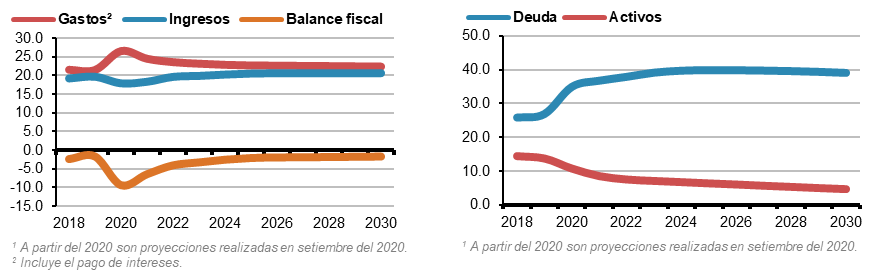 Gastos² Ingresos Balance fiscal
30.0
25.0
20.0
15.0
10.0
5.0
0.0
-5.0
-10.0
-15.0
2018 2020 2022 2024 2026 2028 2030
¹ A partir del 2020 son proyecciones realizadas en setiembre del 2020.
² Incluye el pago de intereses.
Deuda Activos
50.0
40.0
30.0
20.0
10.0
0.0
2018 2020 2022 2024 2026 2028 2030
¹ A partir del 2020 son proyecciones realizadas en setiembre del 2020.